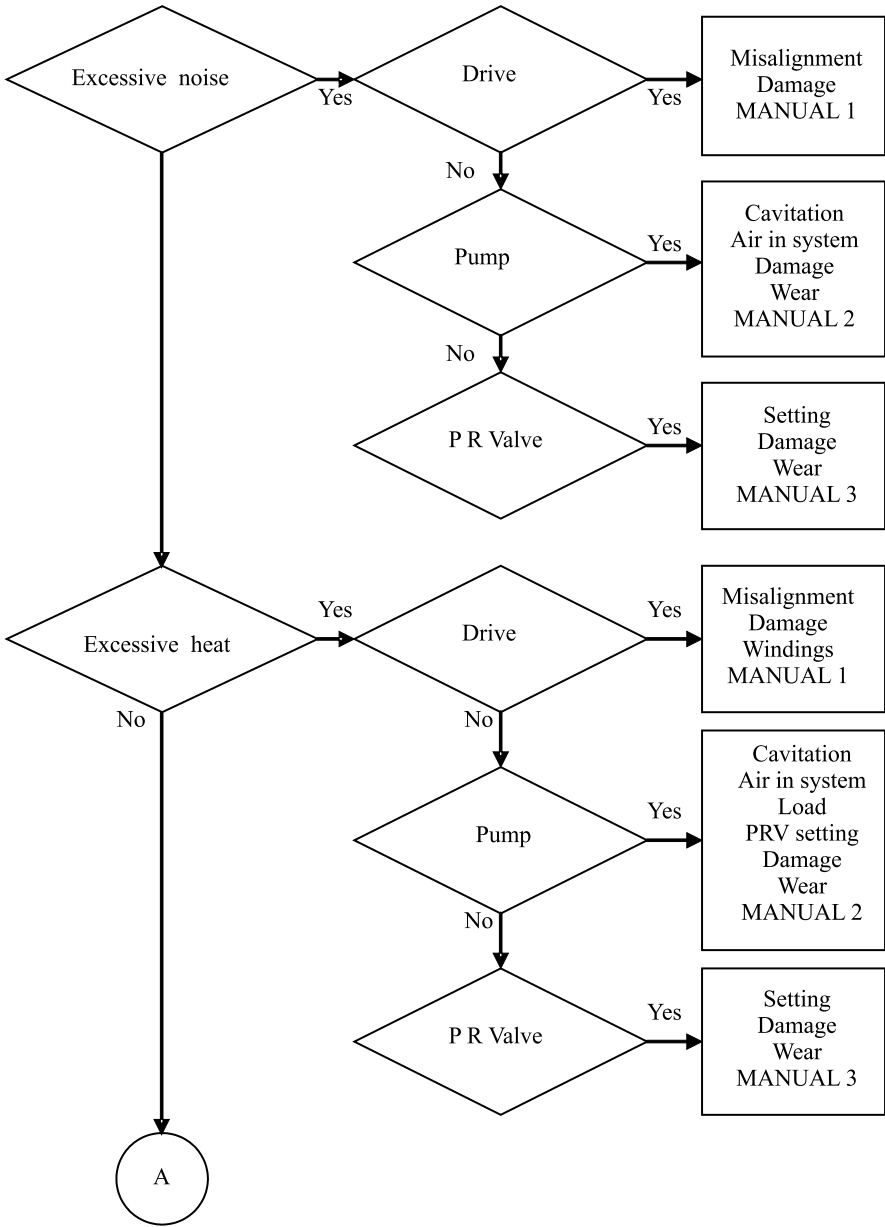 Excessive noise
Yes
Drive
Yes
Misalignment
Damage
MANUAL 1
No
Pump
Yes
Cavitation
Air in system
Damage
Wear
MANUAL 2
No
P R Valve
Yes
Setting
Damage
Wear
MANUAL 3
Excessive heat
Yes
Drive
Yes
Misalignment
Damage
Windings
MANUAL 1
No
No
Pump
Yes
Cavitation
Air in system
Load
PRV setting
Damage
Wear
MANUAL 2
No
P R Valve
Yes
Setting
Damage
Wear
MANUAL 3
A